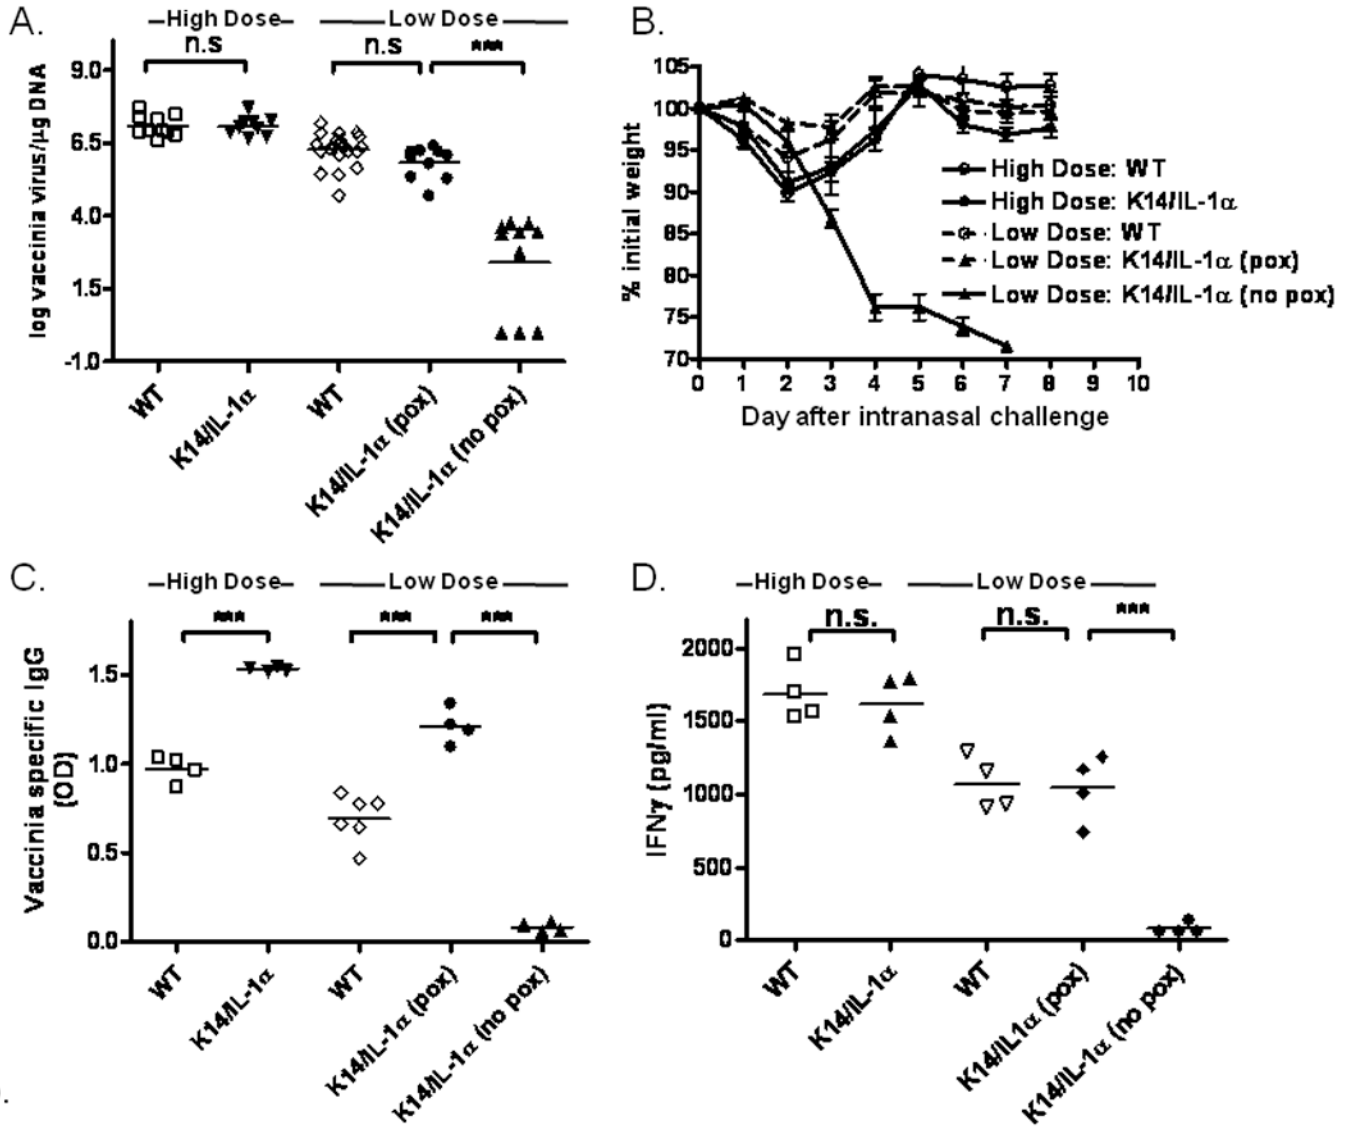 A.
High Dose
Low Dose
n.s
n.s
***
log vaccinia virus/µg DNA
9.0
6.5
4.0
1.5
-1.0
WT
K14/IL-1α
WT
K14/IL-1α (pox)
K14/IL-1α (no pox)
B.
% initial weight
105
100
95
90
85
80
75
70
0 1 2 3 4 5 6 7 8 9 10
Day after intranasal challenge
High Dose: WT
High Dose: K14/IL-1α
Low Dose: WT
Low Dose: K14/IL-1α (pox)
Low Dose: K14/IL-1α (no pox)
C.
High Dose
Low Dose
***
***
***
Vaccinia specific IgG
(OD)
1.5
1.0
0.5
0.0
WT
K14/IL-1α
WT
K14/IL-1α (pox)
K14/IL-1α (no pox)
D.
High Dose
Low Dose
n.s.
n.s.
***
IFNγ (pg/ml)
2000
1500
1000
500
0
WT
K14/IL-1α
WT
K14/IL1α (pox)
K14/IL-1α (no pox)